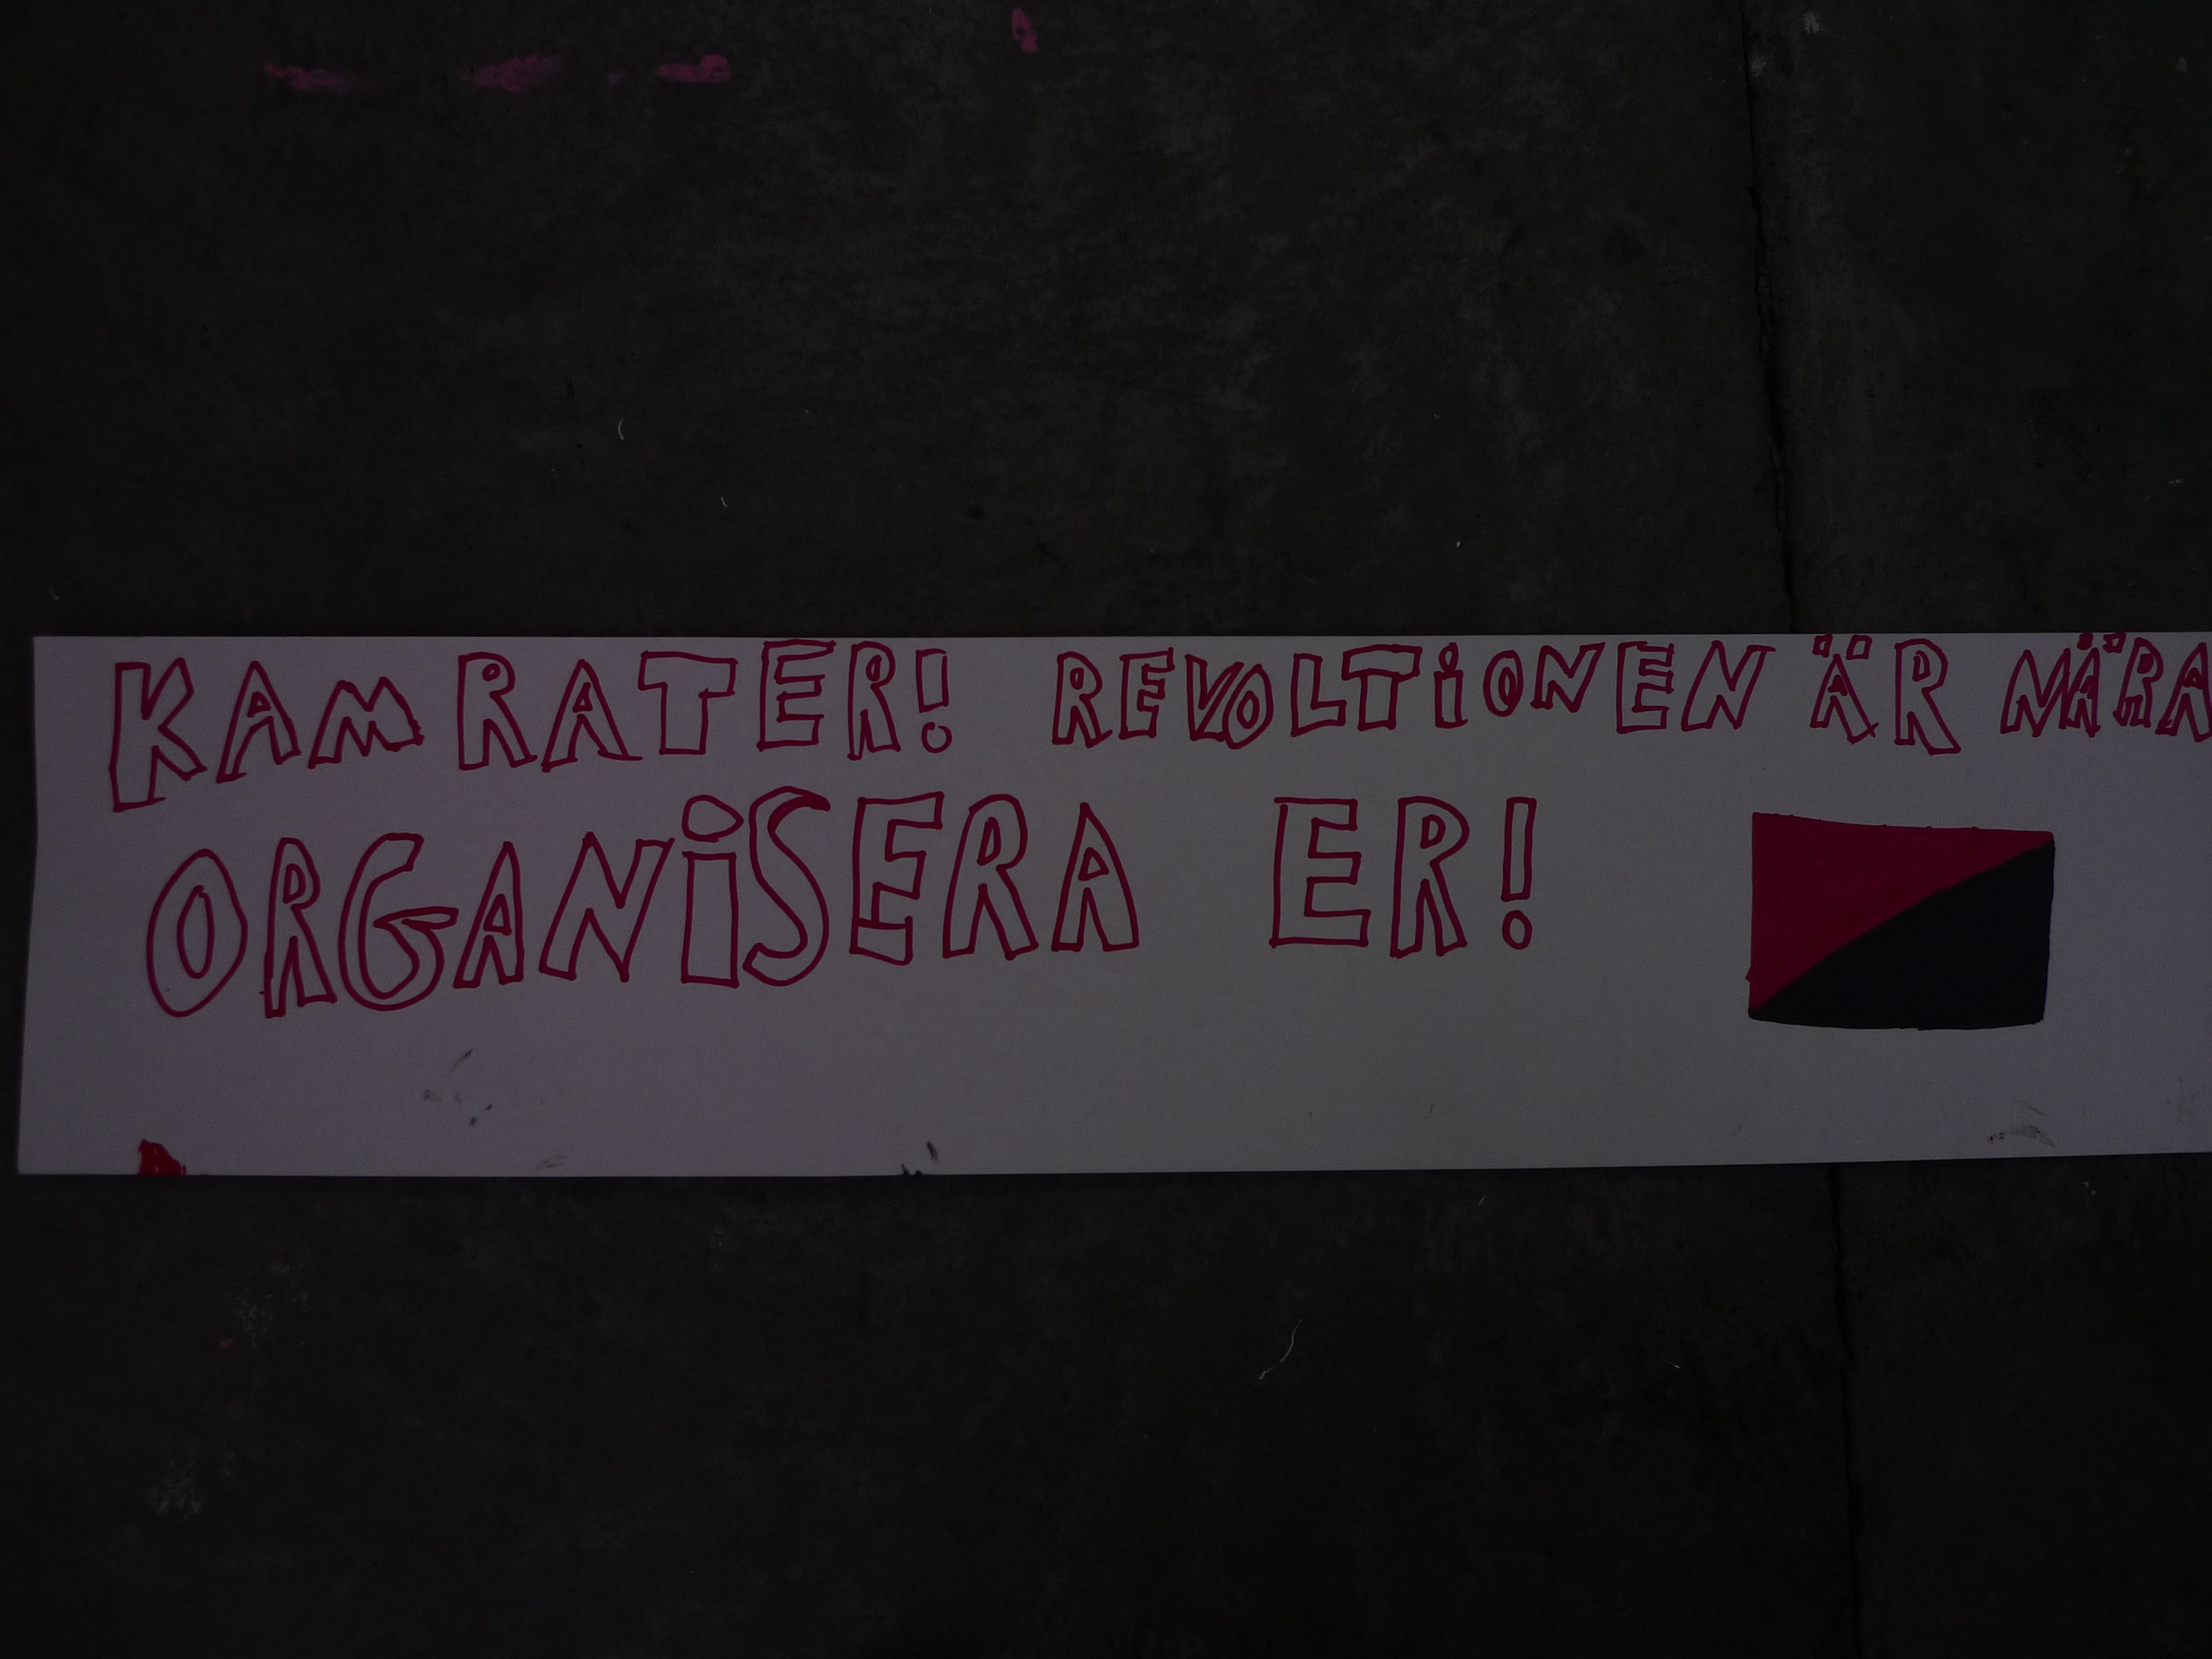 KAMRATER! REVOLTIONEN ÄR NÄRA
ORGANiSERA ER!